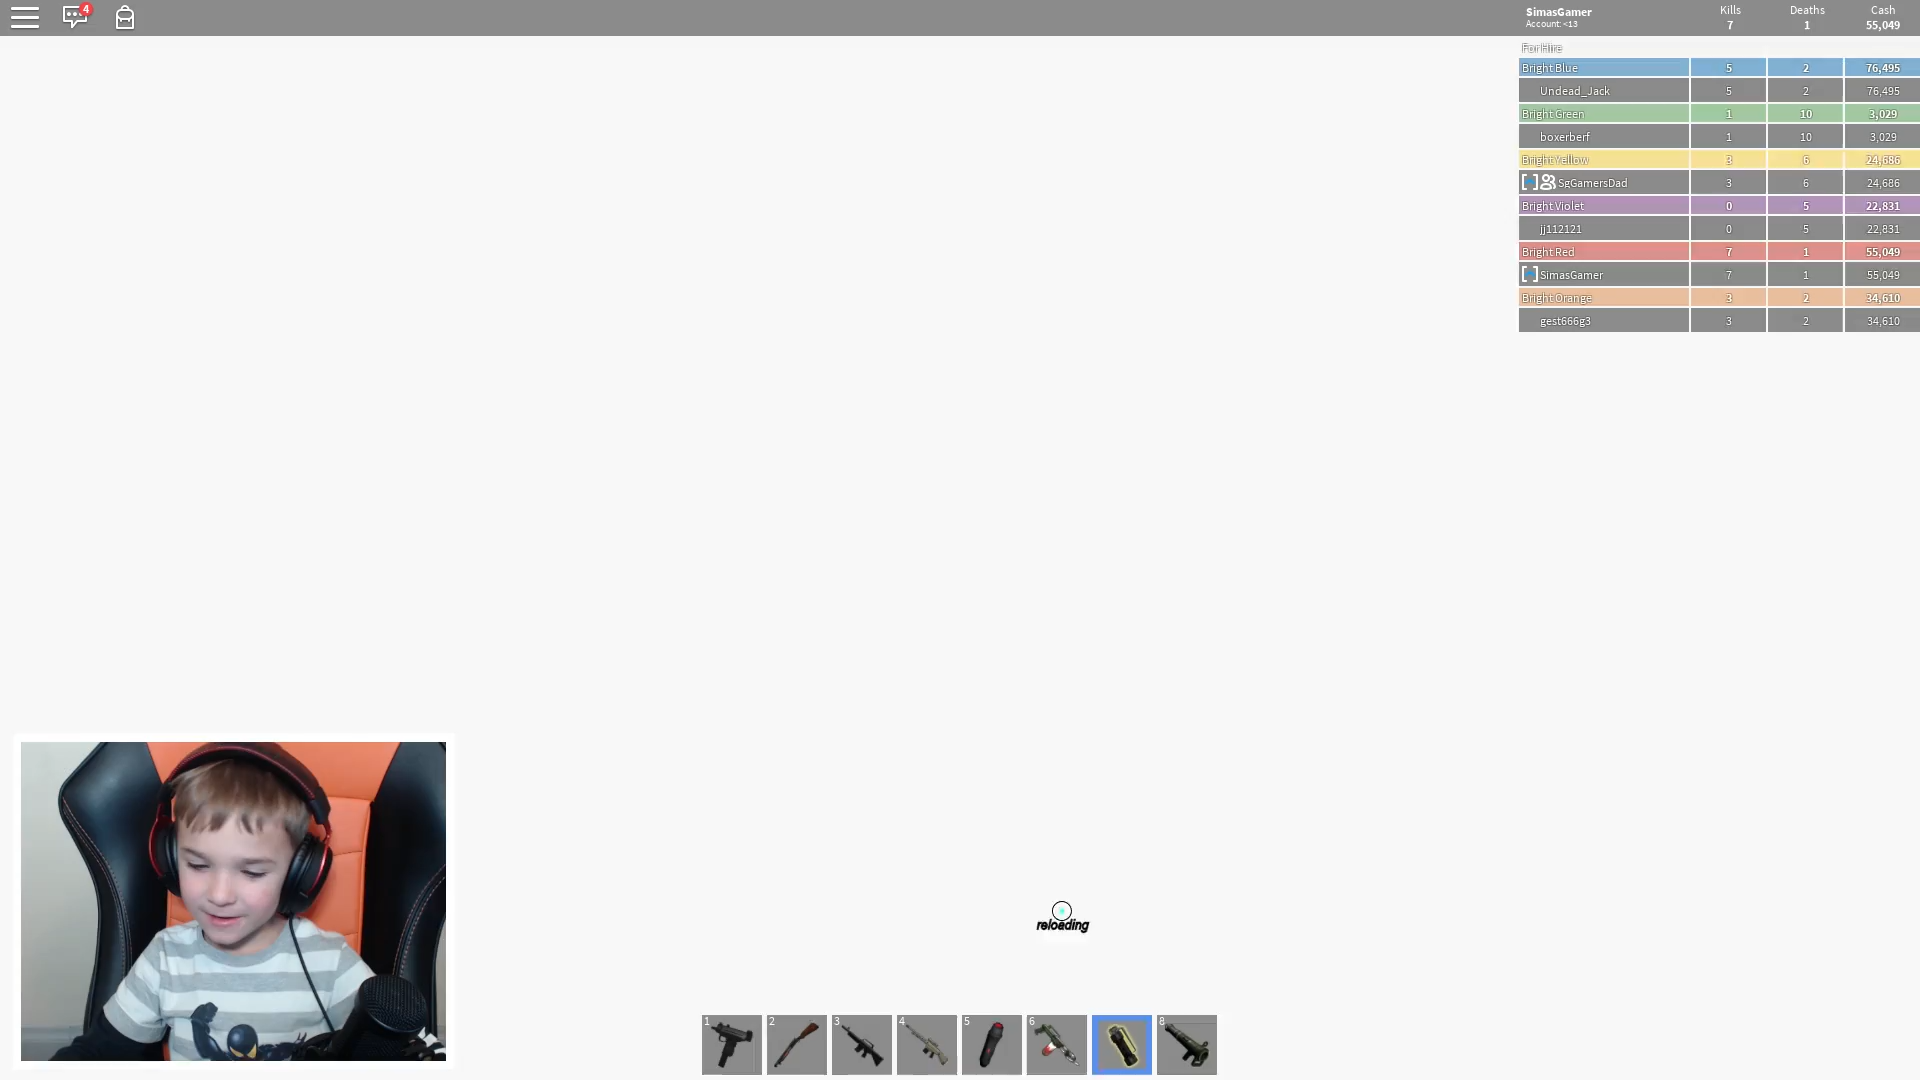 4
SimasGamer Kills Deaths Cash
Account: <13 7 1 55,049
For Hire
Bright Blue 5 2 76,495
Undead_Jack 5 2 76,495
Bright Green 1 10 3,029
boxerberf 1 10 3,029
Bright Yellow 3 6 24,686
SgGamersDad 3 6 24,686
Bright Violet 0 5 22,831
jj112121 0 5 22,831
Bright Red 7 1 55,049
SimasGamer 7 1 55,049
Bright Orange 3 2 34,610
gest666g3 3 2 34,610
reloading
1 2 3 4 5 6 8